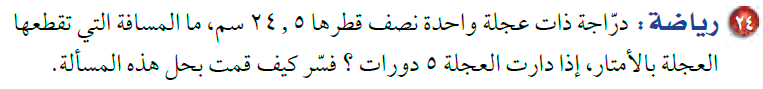 ٢٤ رياضة : درّاجة ذات عجلة واحدة نصف قطرها ٢٤,٥ سم، ما المسافة التي تقطعها
العجلة بالأمتار، إذا دارت العجلة ٥ دورات ؟ فسّر كيف قمت بحل هذه المسألة.